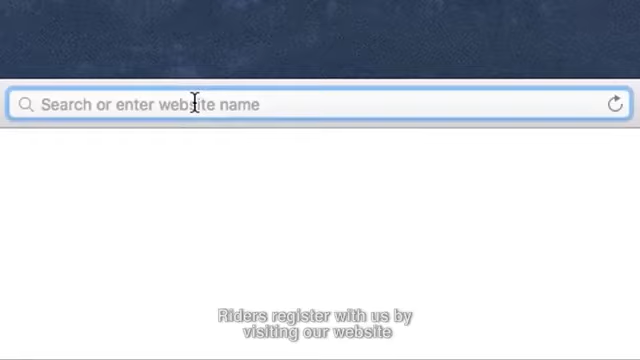 Search or enter website name
Riders register with us by
visiting our website